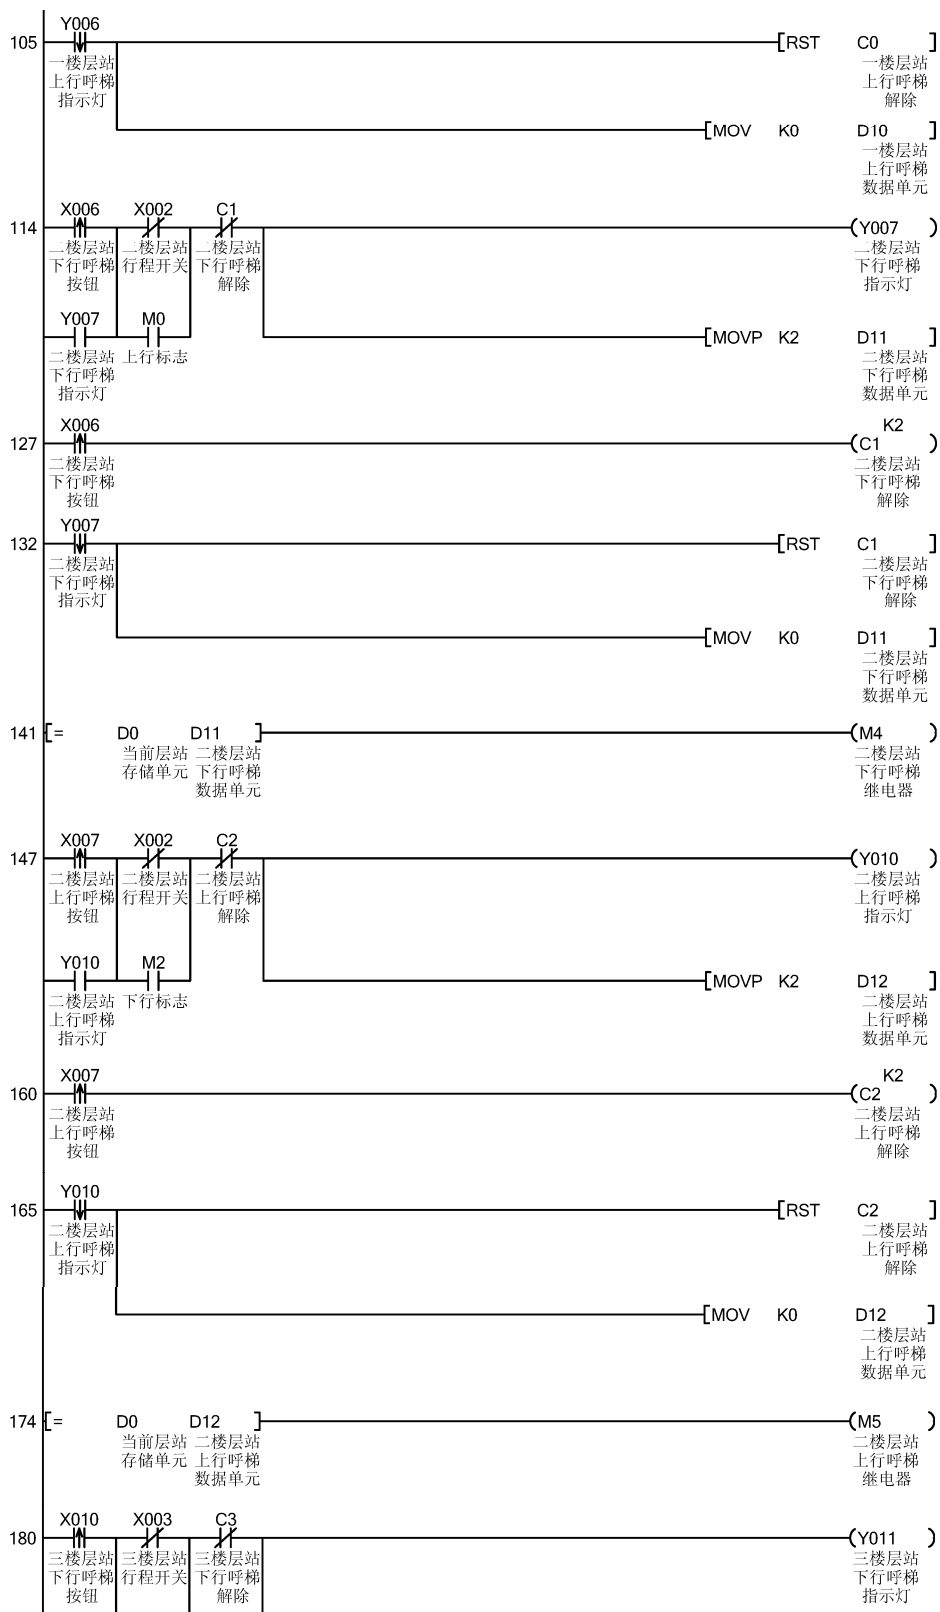 Y006
105 [RST C0 ]
一楼层站 一楼层站
上行呼梯 上行呼梯
指示灯 解除
[MOV K0 D10 ]
一楼层站
上行呼梯
数据单元
X006 X002 C1
114 (Y007 )
二楼层站 二楼层站 二楼层站 二楼层站
下行呼梯 行程开关 下行呼梯 下行呼梯
按钮 解除 指示灯
Y007 M0
[MOVP K2 D11 ]
二楼层站 上行标志 二楼层站
下行呼梯 下行呼梯
指示灯 数据单元
X006 K2
127 (C1 )
二楼层站 二楼层站
下行呼梯 下行呼梯
按钮 解除
Y007
132 [RST C1 ]
二楼层站 二楼层站
下行呼梯 下行呼梯
指示灯 解除
[MOV K0 D11 ]
二楼层站
下行呼梯
数据单元
141 [= D0 D11 ] (M4 )
当前层站 二楼层站 二楼层站
存储单元 下行呼梯 下行呼梯
数据单元 继电器
X007 X002 C2
147 (Y010 )
二楼层站 二楼层站 二楼层站 二楼层站
上行呼梯 行程开关 上行呼梯 上行呼梯
按钮 解除 指示灯
Y010 M2
[MOVP K2 D12 ]
二楼层站 下行标志 二楼层站
上行呼梯 上行呼梯
指示灯 数据单元
X007 K2
160 (C2 )
二楼层站 二楼层站
上行呼梯 上行呼梯
按钮 解除
Y010
165 [RST C2 ]
二楼层站 二楼层站
上行呼梯 上行呼梯
指示灯 解除
[MOV K0 D12 ]
二楼层站
上行呼梯
数据单元
174 [= D0 D12 ] (M5 )
当前层站 二楼层站 二楼层站
存储单元 上行呼梯 上行呼梯
数据单元 继电器
X010 X003 C3
180 (Y011 )
三楼层站 三楼层站 三楼层站 三楼层站
下行呼梯 行程开关 下行呼梯 下行呼梯
按钮 解除 指示灯